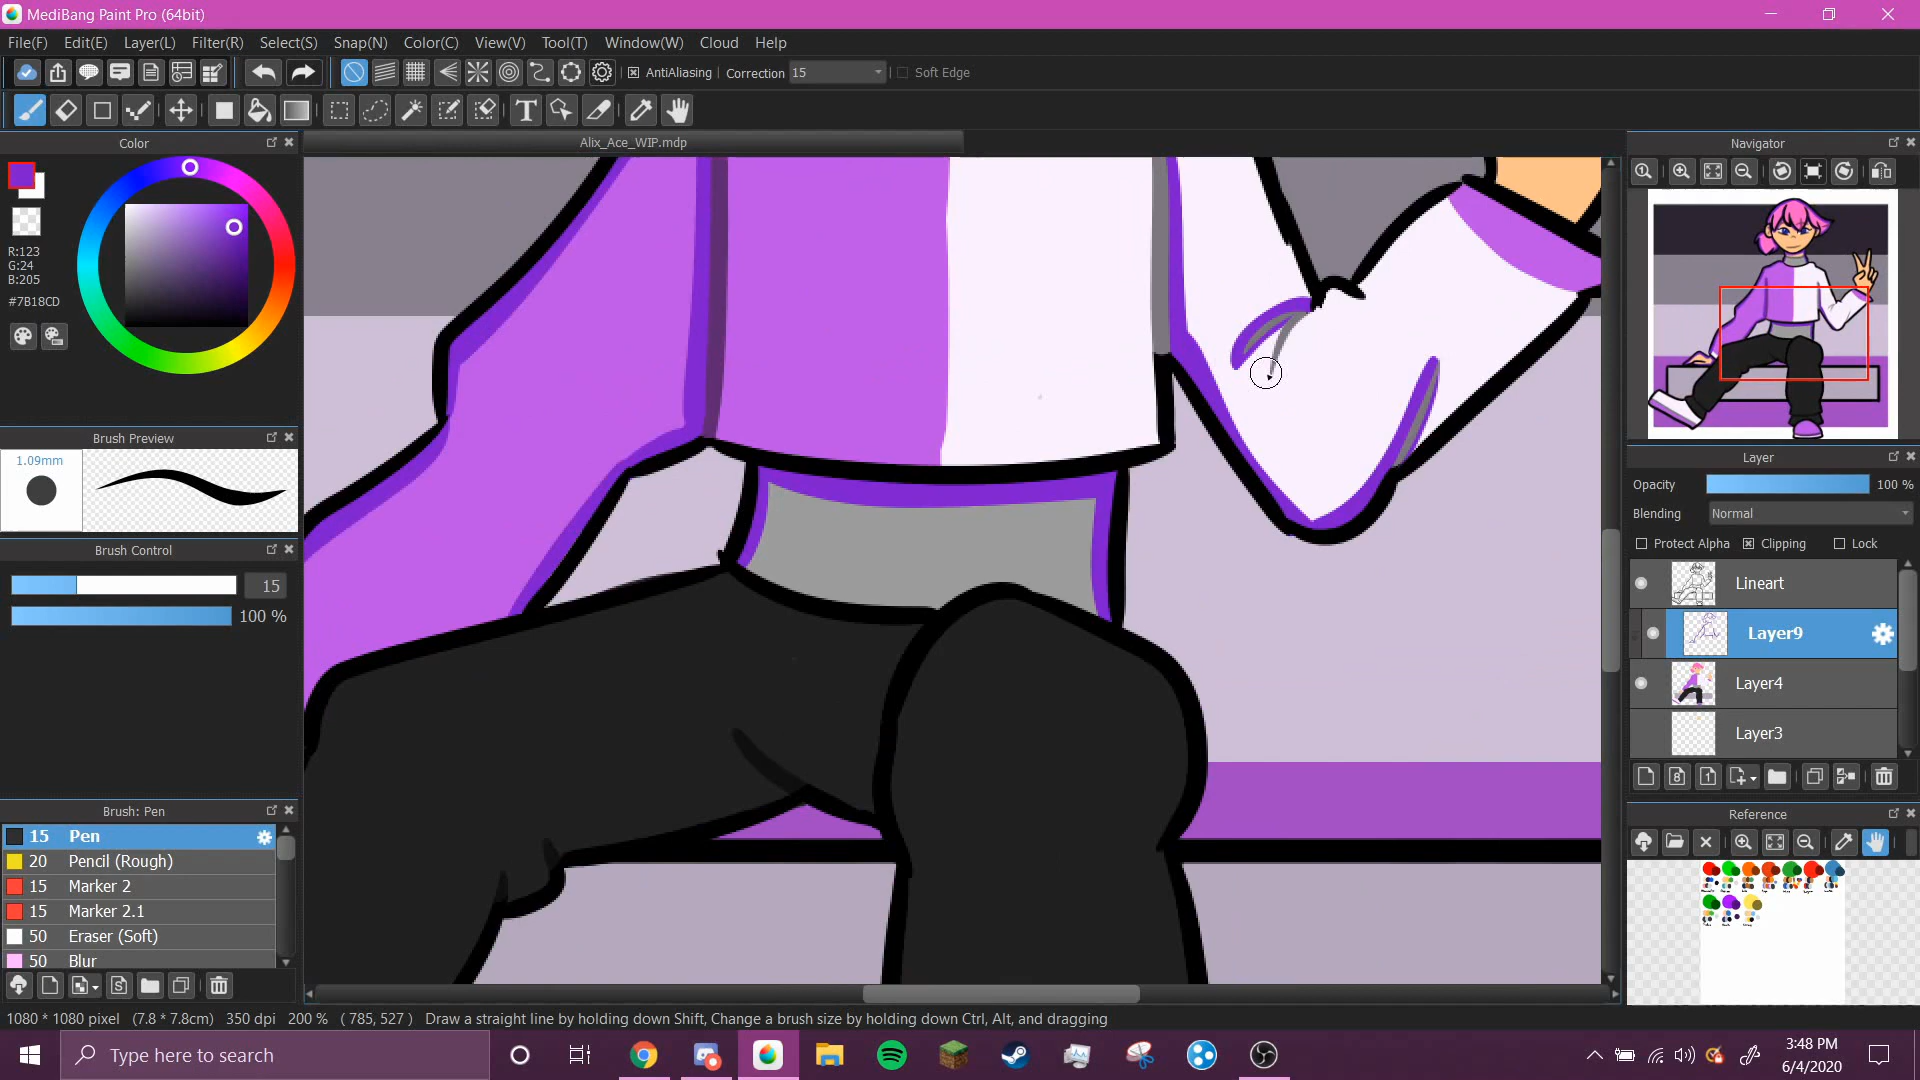 MediBang Paint Pro (64bit)
File(F) Edit(E) Layer(L) Filter(R) Select(S) Snap(N) Color(C) View(V) Tool(T) Window(W) Cloud Help
AntiAliasing Correction 15 Soft Edge
T
Color
Alix_Ace_WIP.mdp
Navigator
R:123
G:24
B:205
#7B18CD
Brush Preview
1.09mm
Layer
Opacity 100 %
Blending Normal
Protect Alpha Clipping Lock
Brush Control
15
100 %
Lineart
Layer9
Layer4
Layer3
8 1
Brush: Pen
15 Pen
20 Pencil (Rough)
15 Marker 2
15 Marker 2.1
50 Eraser (Soft)
50 Blur
S
Reference
1080 * 1080 pixel (7.8 * 7.8cm) 350 dpi 200 % ( 785, 527 ) Draw a straight line by holding down Shift, Change a brush size by holding down Ctrl, Alt, and dragging
Type here to search
3:48 PM
6/4/2020